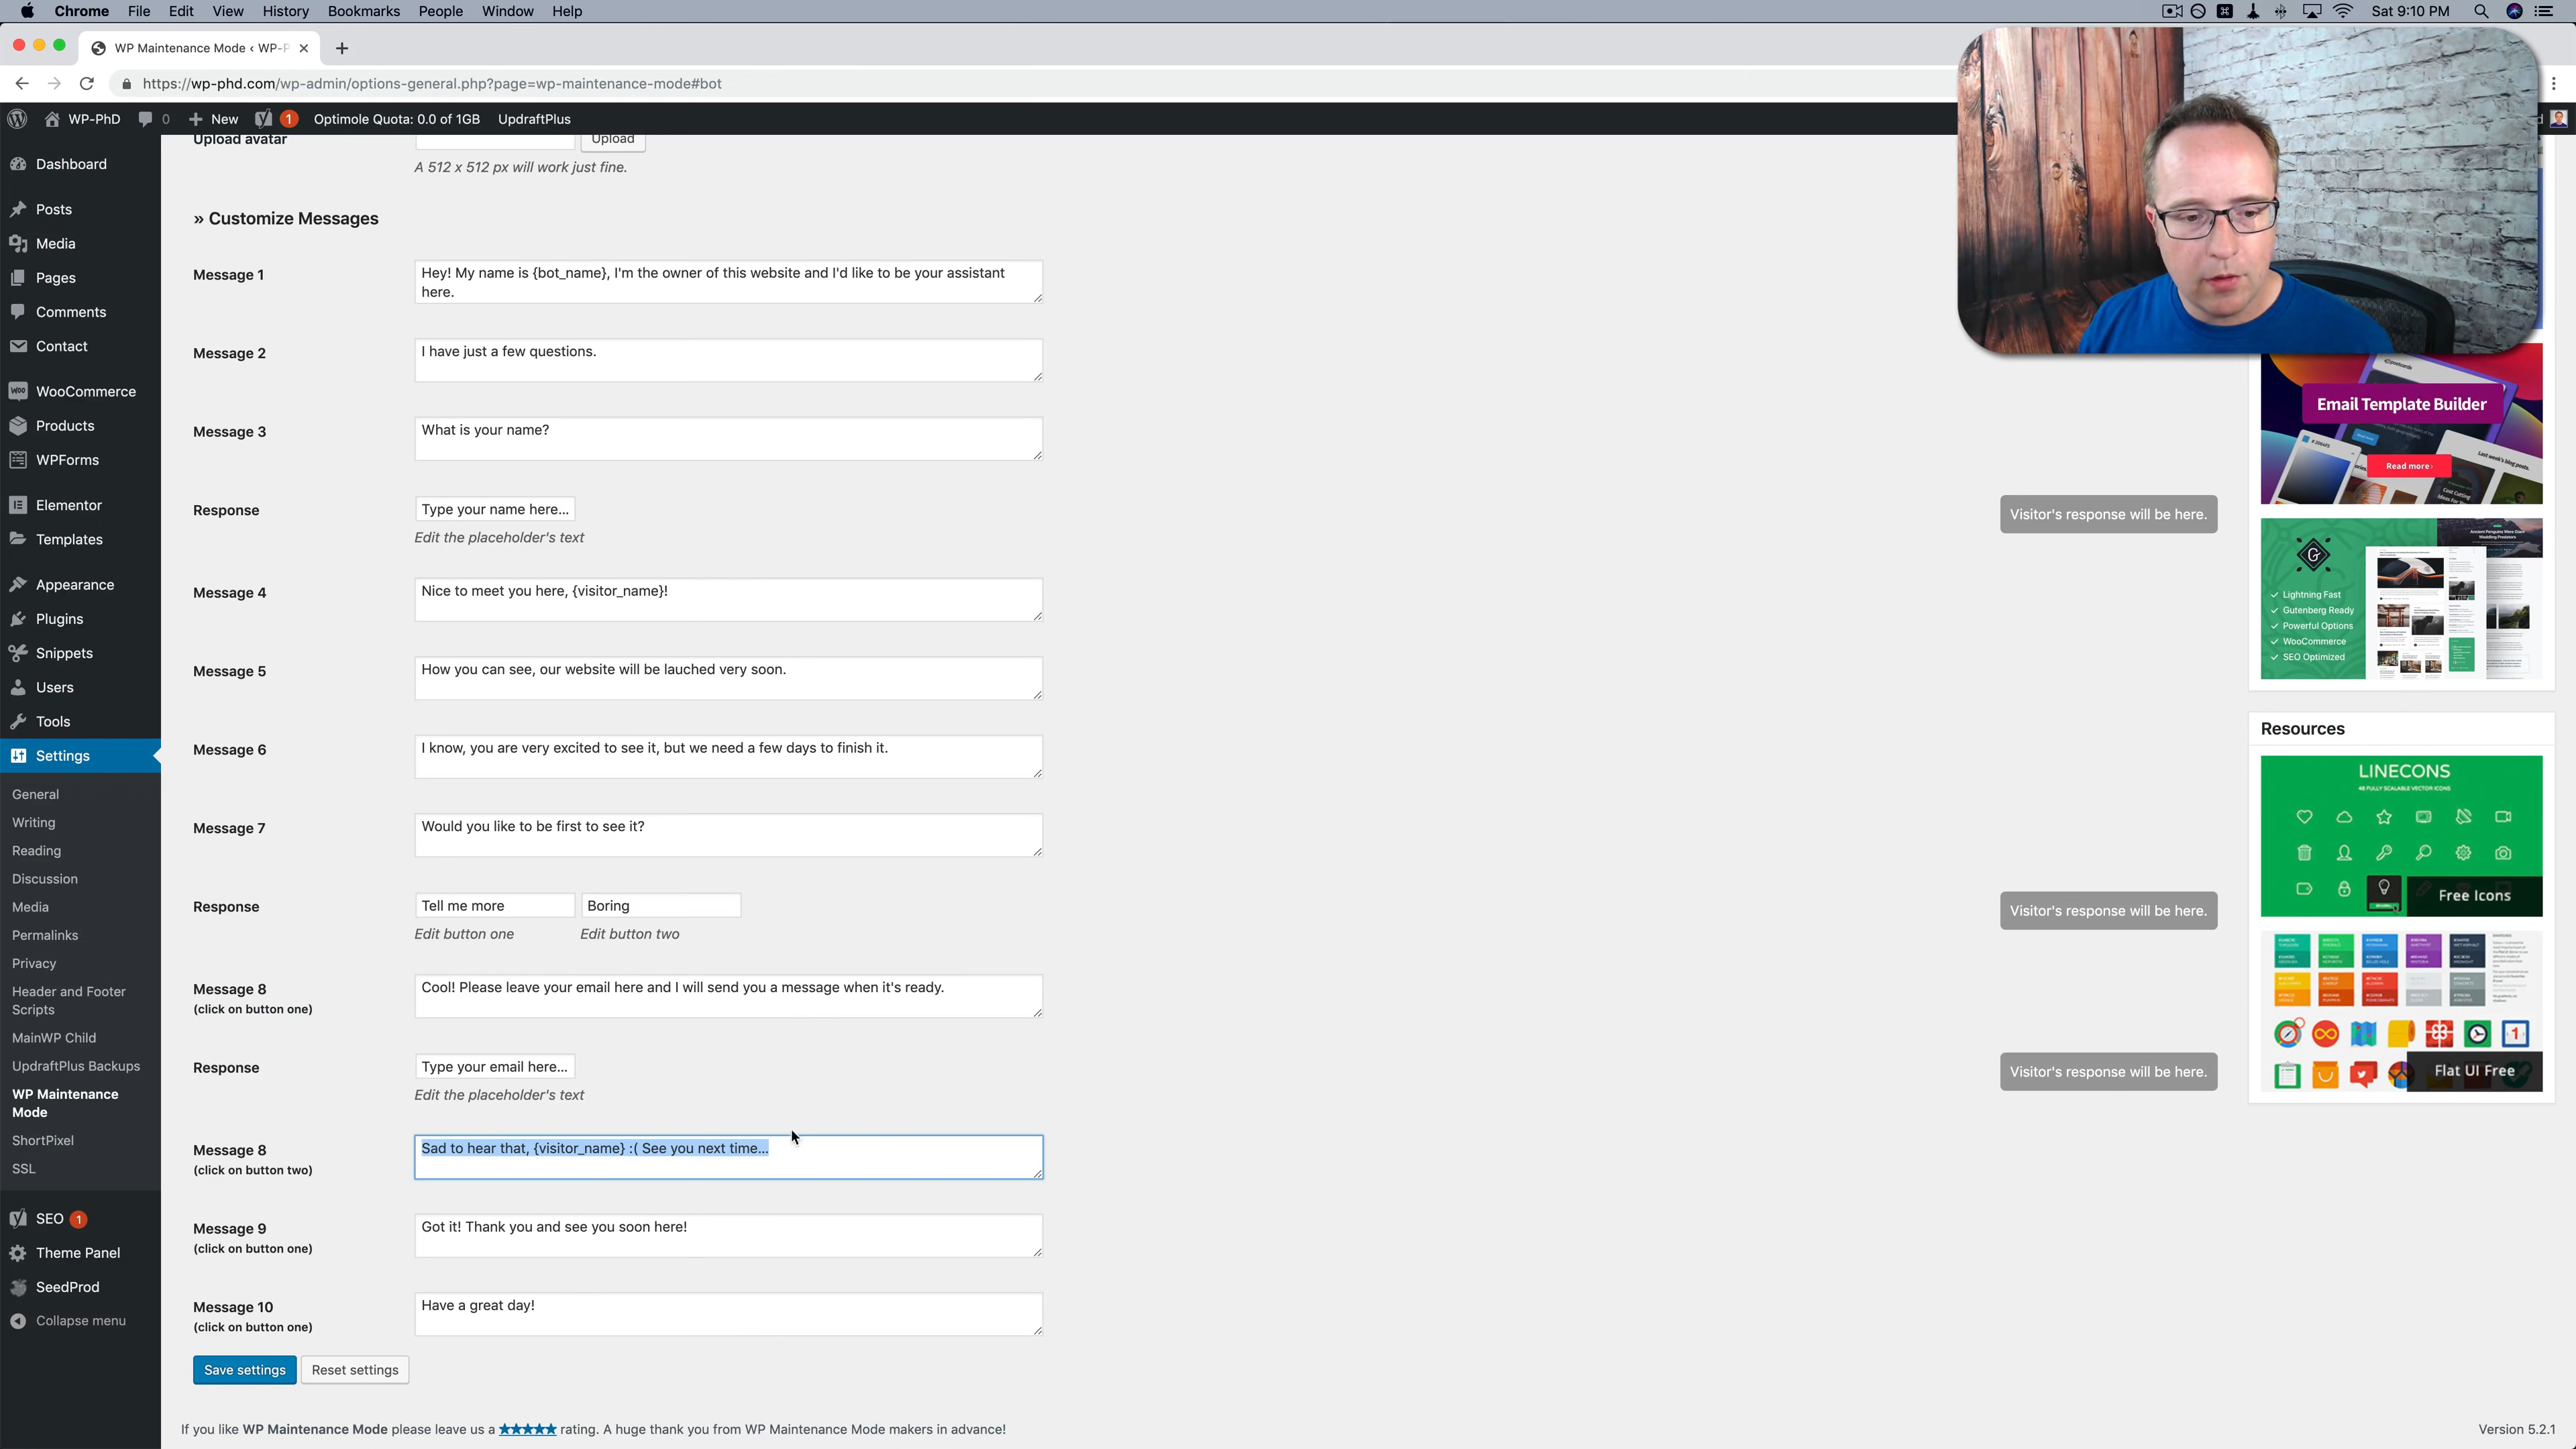 Chrome File Edit View History Bookmarks People Window Help
Sat 9:10 PM
WP Maintenance Mode ‹ WP-P
https://wp-phd.com/wp-admin/options-general.php?page=wp-maintenance-mode#bot
WP-PhD 0 New 1 Optimole Quota: 0.0 of 1GB UpdraftPlus
Dashboard
Posts
Media
Pages
Comments
Contact
WooCommerce
Products
WPForms
Elementor
Templates
Appearance
Plugins
Snippets
Users
Tools
Settings
General
Writing
Reading
Discussion
Media
Permalinks
Privacy
Header and Footer
Scripts
MainWP Child
UpdraftPlus Backups
WP Maintenance
Mode
ShortPixel
SSL
SEO 1
Theme Panel
SeedProd
Collapse menu
Upload avatar Upload
A 512 x 512 px will work just fine.
» Customize Messages
Message 1
Hey! My name is {bot_name}, I'm the owner of this website and I'd like to be your assistant
here.
Message 2
I have just a few questions.
Message 3
What is your name?
Response
Type your name here...
Edit the placeholder's text
Visitor's response will be here.
Message 4
Nice to meet you here, {visitor_name}!
Message 5
How you can see, our website will be lauched very soon.
Message 6
I know, you are very excited to see it, but we need a few days to finish it.
Message 7
Would you like to be first to see it?
Response
Tell me more Boring
Edit button one Edit button two
Visitor's response will be here.
Message 8
(click on button one)
Cool! Please leave your email here and I will send you a message when it's ready.
Response
Type your email here...
Edit the placeholder's text
Visitor's response will be here.
Message 8
(click on button two)
Sad to hear that, {visitor_name} :( See you next time...
Message 9
(click on button one)
Got it! Thank you and see you soon here!
Message 10
(click on button one)
Have a great day!
Save settings Reset settings
If you like WP Maintenance Mode please leave us a ★★★★★ rating. A huge thank you from WP Maintenance Mode makers in advance!
Version 5.2.1
Email Template Builder
Read more
Last week's blog posts.
Lightning Fast
Gutenberg Ready
Powerful Options
WooCommerce
SEO Optimized
Resources
LINECONS
48 FULLY SCALABLE VECTOR ICONS
Free Icons
Flat UI Free